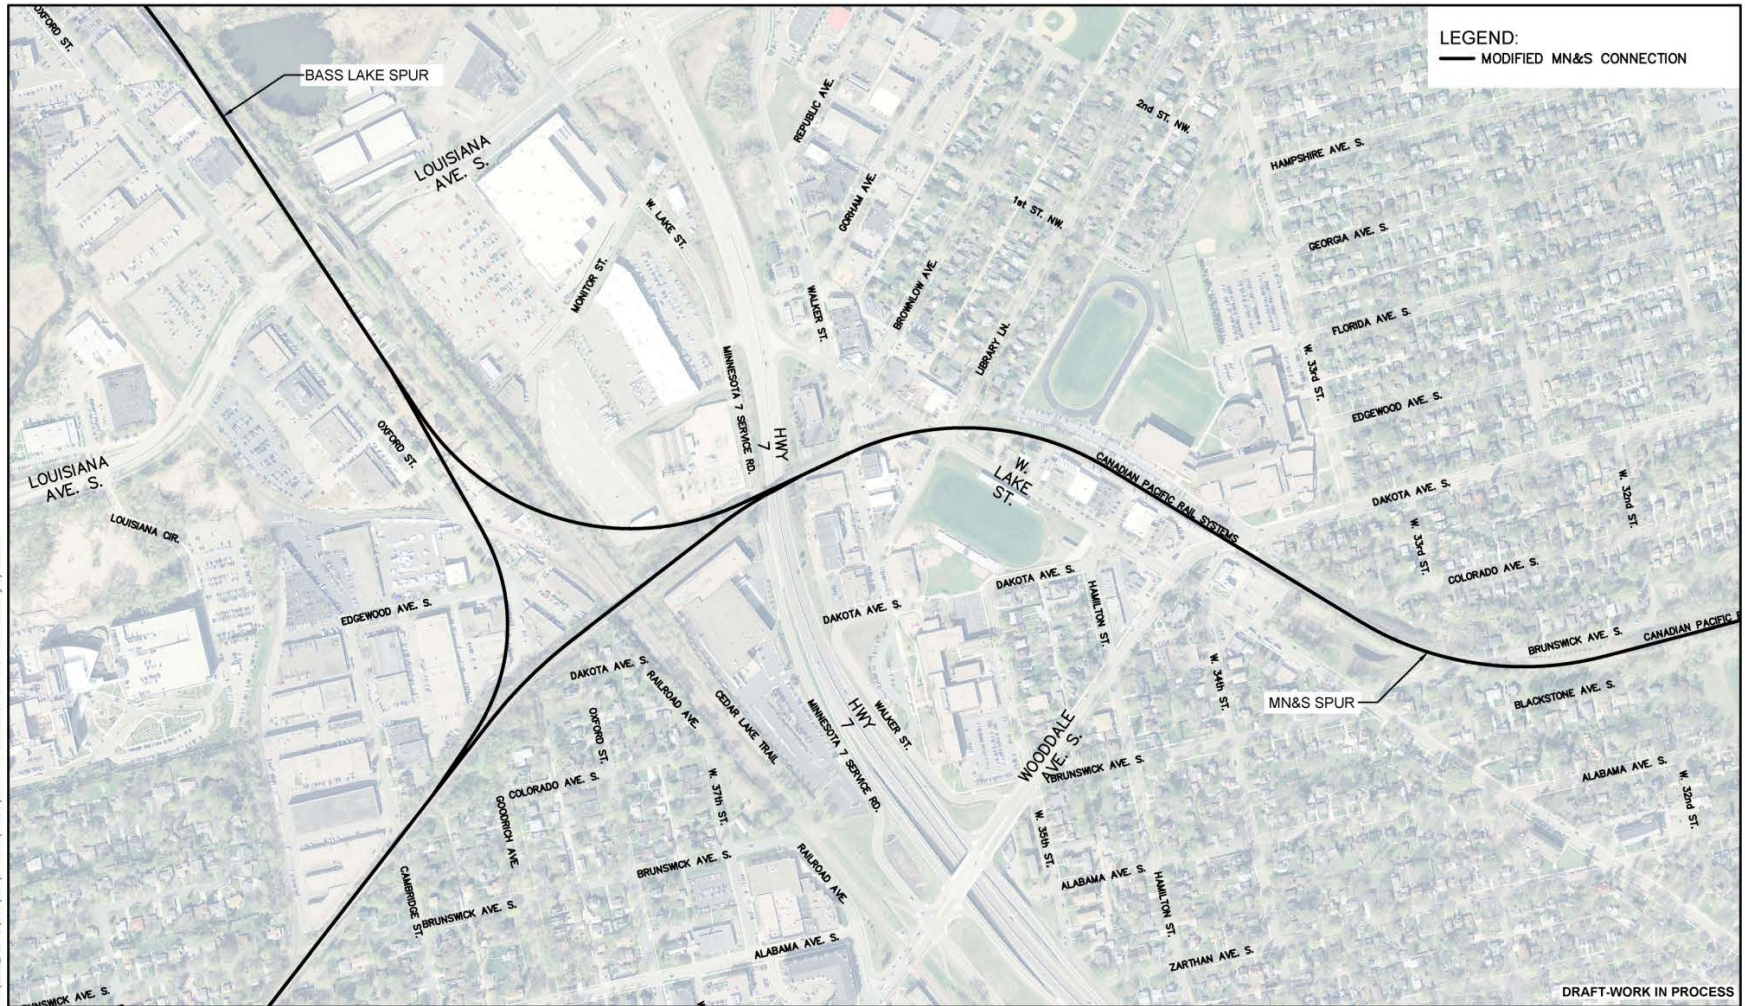 LEGEND:
MODIFIED MN&S CONNECTION
OXFORD ST.
BASS LAKE SPUR
LOUISIANA
AVE. S.
REPUBLIC AVE.
2nd ST. NW.
HAMPSHIRE AVE. S.
GORHAM AVE.
W. LAKE ST.
1st ST. NW.
GEORGIA AVE. S.
MONITOR ST.
WALKER ST.
BROWNLOW AVE.
LIBRARY LN.
FLORIDA AVE. S.
MINNESOTA 7 SERVICE RD.
W. 33rd ST.
EDGEWOOD AVE. S.
OXFORD ST.
HWY
7
LOUISIANA
AVE. S.
W.
LAKE
ST.
CANADIAN PACIFIC RAIL SYSTEMS
DAKOTA AVE. S.
W. 32nd ST.
LOUISIANA CIR.
W. 33rd ST.
COLORADO AVE. S.
DAKOTA AVE. S.
EDGEWOOD AVE. S.
DAKOTA AVE. S.
HAMILTON ST.
BRUNSWICK AVE. S.
CANADIAN PACIFIC
DAKOTA AVE. S.
RAILROAD AVE.
CEDAR LAKE TRAIL
W. 34th ST.
MN&S SPUR
BLACKSTONE AVE. S.
OXFORD ST.
MINNESOTA 7 SERVICE RD.
HWY
7
WALKER ST.
WOODDALE
AVE. S.
BRUNSWICK AVE. S.
ALABAMA AVE. S.
W. 32nd ST.
COLORADO AVE. S.
GOODRICH AVE.
W. 37th ST.
W. 35th ST.
BRUNSWICK AVE. S.
RAILROAD AVE.
ALABAMA AVE. S.
HAMILTON ST.
CAMBRIDGE ST.
BRUNSWICK AVE. S.
ALABAMA AVE. S.
ZARTHAN AVE. S.
AVE. S.
DRAFT-WORK IN PROCESS